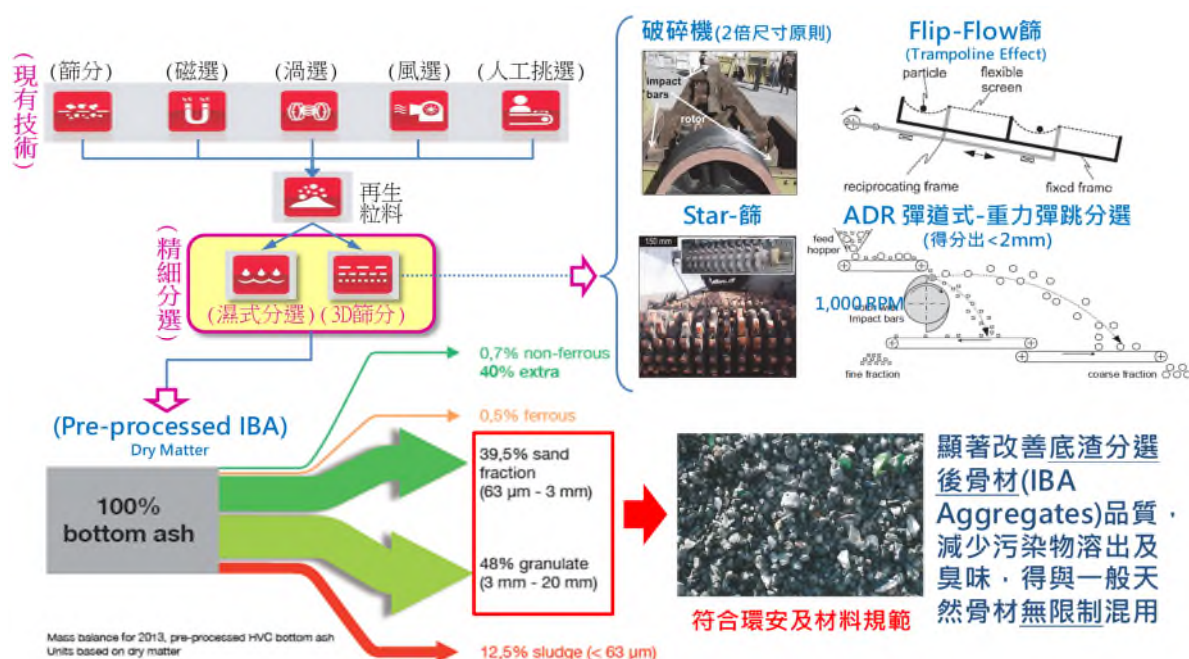 (現有技術)
(篩分)
(磁選)
(渦選)
(風選)
(人工挑選)
再生
粒料
(精細分選)
(濕式分選)
(3D篩分)
破碎機(2倍尺寸原則)
impact
bars
rotor
Flip-Flow篩
(Trampoline Effect)
particle
flexible
screen
reciprocating frame
fixed frame
Star-篩
150 mm
ADR 彈道式-重力彈跳分選
(得分出<2mm)
feed
hopper
1,000 RPM
Impact bars
fine fraction
coarse fraction
(Pre-processed IBA)
Dry Matter
100%
bottom ash
0,7% non-ferrous
40% extra
0,5% ferrous
39,5% sand
fraction
(63 µm - 3 mm)
48% granulate
(3 mm - 20 mm)
12,5% sludge (< 63 µm)
Mass balance for 2013, pre-processed HVC bottom ash
Units based on dry matter
符合環安及材料規範
顯著改善底渣分選
後骨材(IBA
Aggregates)品質，
減少污染物溶出及
臭味，得與一般天
然骨材無限制混用